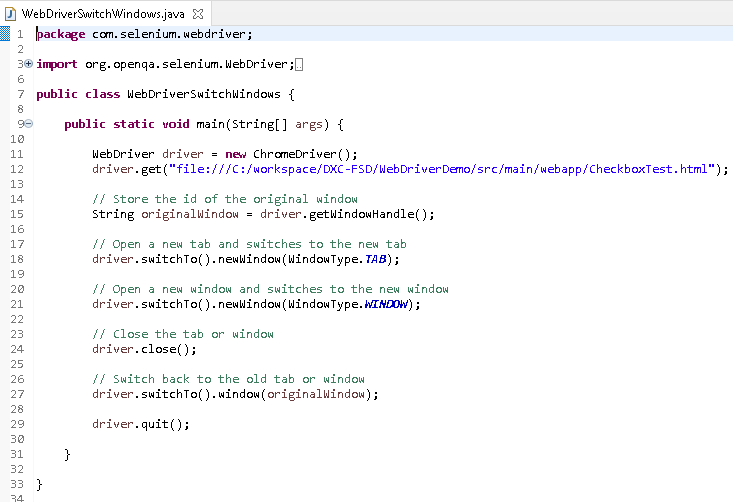 WebDriverSwitchWindows.java
1 package com.selenium.webdriver;
2
3 import org.openqa.selenium.WebDriver;
6
7 public class WebDriverSwitchWindows {
8
9 public static void main(String[] args) {
10
11 WebDriver driver = new ChromeDriver();
12 driver.get("file:///C:/workspace/DXC-FSD/WebDriverDemo/src/main/webapp/CheckboxTest.html");
13
14 // Store the id of the original window
15 String originalWindow = driver.getWindowHandle();
16
17 // Open a new tab and switches to the new tab
18 driver.switchTo().newWindow(WindowType.TAB);
19
20 // Open a new window and switches to the new window
21 driver.switchTo().newWindow(WindowType.WINDOW);
22
23 // Close the tab or window
24 driver.close();
25
26 // Switch back to the old tab or window
27 driver.switchTo().window(originalWindow);
28
29 driver.quit();
30
31 }
32
33 }
34